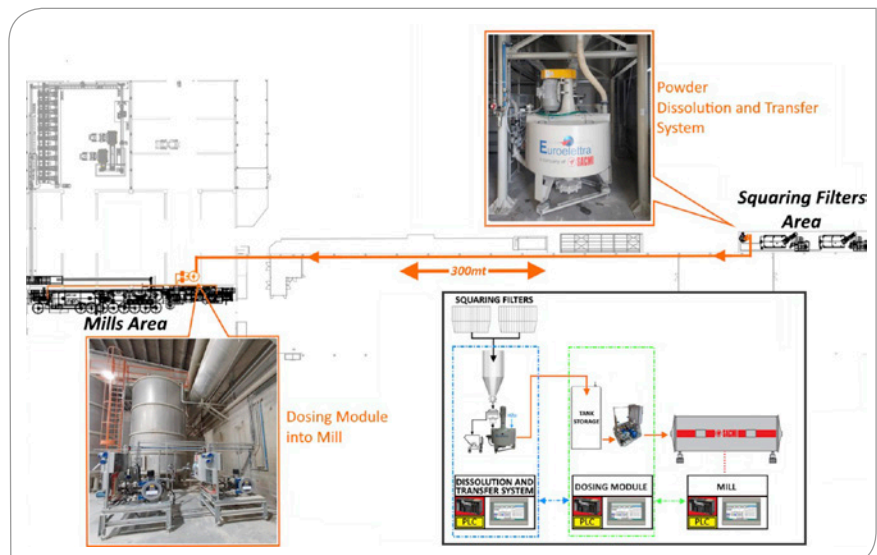 Powder
Dissolution and Transfer
System
Euroelettra
SACMI
Squaring Filters
Area
300mt
Mills Area
Dosing Module
into Mill
SQUARING FILTERS
TANK
STORAGE
SACMI
DISSOLUTION AND
TRANSFER SYSTEM
DOSING MODULE
MILL
PLC
PLC
PLC